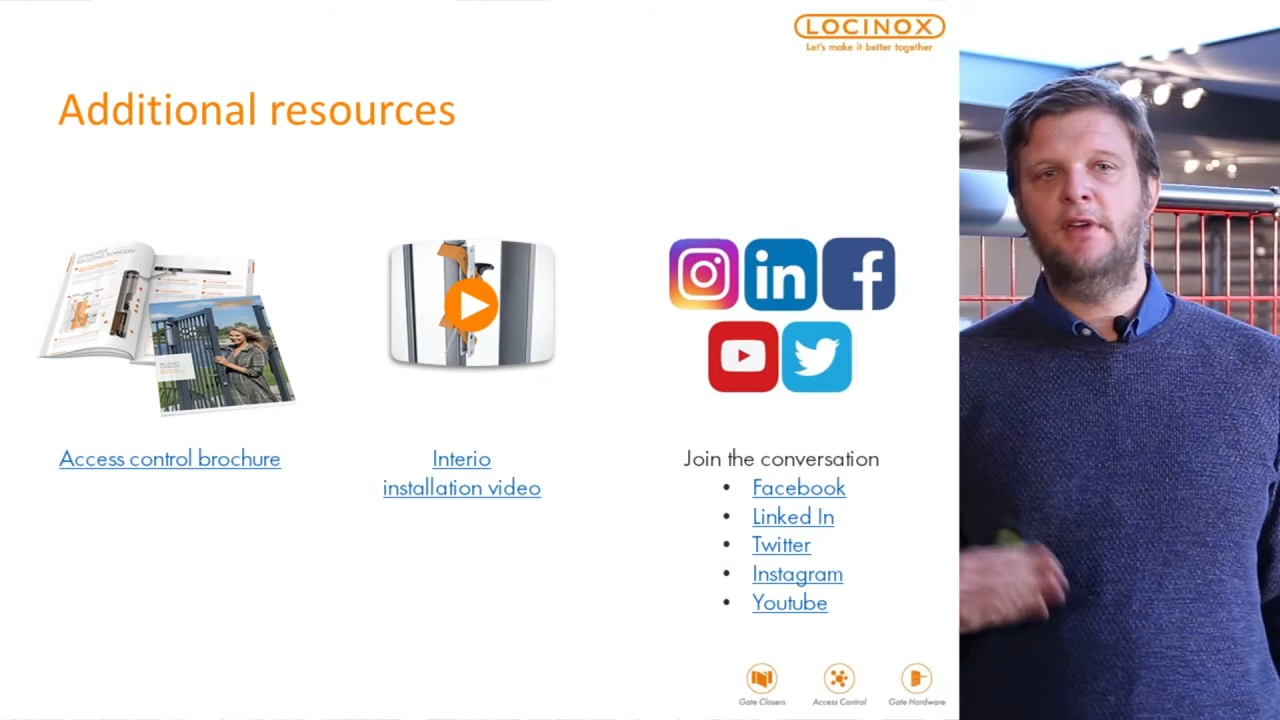 LOCINOX
Let's make it better together
Additional resources
Access control brochure
Interio
installation video
Join the conversation
• Facebook
• Linked In
• Twitter
• Instagram
• Youtube
Gate Closers
Access Control
Gate Hardware